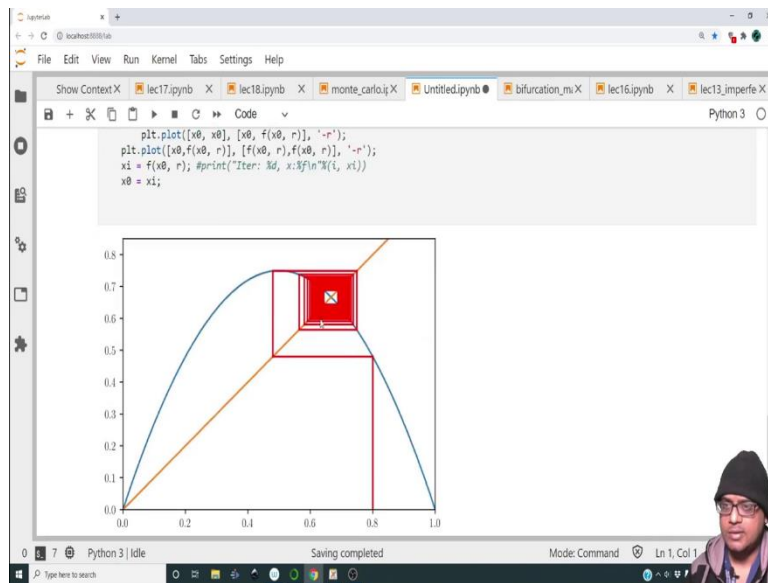 JupyterLab
localhost:8888/lab
File Edit View Run Kernel Tabs Settings Help
Show Context lec17.ipynb lec18.ipynb monte_carlo.ip Untitled.ipynb bifurcation_m lec16.ipynb lec13_imperfe
Code Python 3
plt.plot([x0, x0], [x0, f(x0, r)], '-r');
plt.plot([x0,f(x0, r)], [f(x0, r),f(x0, r)], '-r');
xi = f(x0, r); #print("Iter: %d, x:%f\n"%(i, xi))
x0 = xi;
0.8
0.7
0.6
0.5
0.4
0.3
0.2
0.1
0.0
0.0 0.2 0.4 0.6 0.8 1.0
0 7 Python 3 | Idle Saving completed Mode: Command Ln 1, Col 1
Type here to search